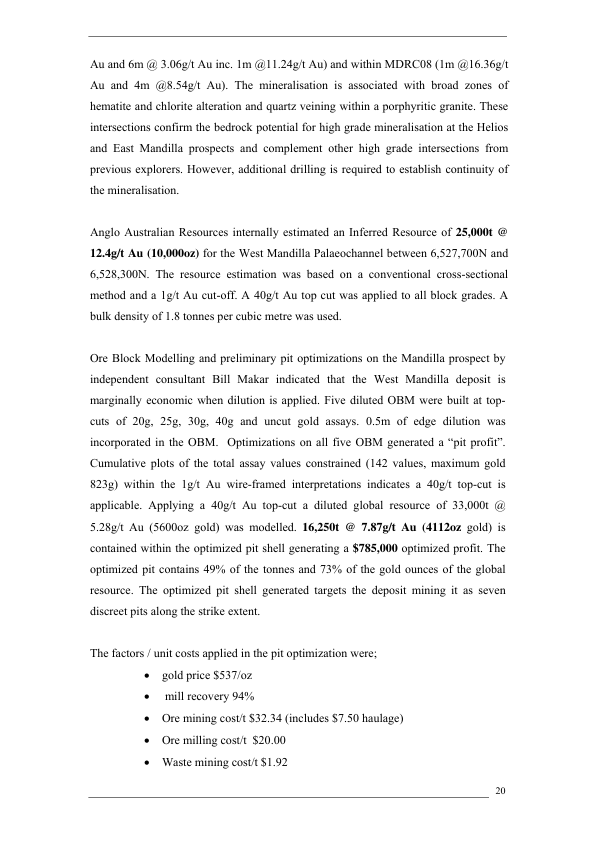 Au and 6m @ 3.06g/t Au inc. 1m @11.24g/t Au) and within MDRC08 (1m @16.36g/t
Au and 4m @8.54g/t Au). The mineralisation is associated with broad zones of
hematite and chlorite alteration and quartz veining within a porphyritic granite. These
intersections confirm the bedrock potential for high grade mineralisation at the Helios
and East Mandilla prospects and complement other high grade intersections from
previous explorers. However, additional drilling is required to establish continuity of
the mineralisation.
Anglo Australian Resources internally estimated an Inferred Resource of 25,000t @
12.4g/t Au (10,000oz) for the West Mandilla Palaeochannel between 6,527,700N and
6,528,300N. The resource estimation was based on a conventional cross-sectional
method and a 1g/t Au cut-off. A 40g/t Au top cut was applied to all block grades. A
bulk density of 1.8 tonnes per cubic metre was used.
Ore Block Modelling and preliminary pit optimizations on the Mandilla prospect by
independent consultant Bill Makar indicated that the West Mandilla deposit is
marginally economic when dilution is applied. Five diluted OBM were built at top-
cuts of 20g, 25g, 30g, 40g and uncut gold assays. 0.5m of edge dilution was
incorporated in the OBM.  Optimizations on all five OBM generated a “pit profit”.
Cumulative plots of the total assay values constrained (142 values, maximum gold
823g) within the 1g/t Au wire-framed interpretations indicates a 40g/t top-cut is
applicable. Applying a 40g/t Au top-cut a diluted global resource of 33,000t @
5.28g/t Au (5600oz gold) was modelled. 16,250t @ 7.87g/t Au (4112oz gold) is
contained within the optimized pit shell generating a $785,000 optimized profit. The
optimized pit contains 49% of the tonnes and 73% of the gold ounces of the global
resource. The optimized pit shell generated targets the deposit mining it as seven
discreet pits along the strike extent.
The factors / unit costs applied in the pit optimization were;
• gold price $537/oz
• mill recovery 94%
• Ore mining cost/t $32.34 (includes $7.50 haulage)
• Ore milling cost/t  $20.00
• Waste mining cost/t $1.92
20